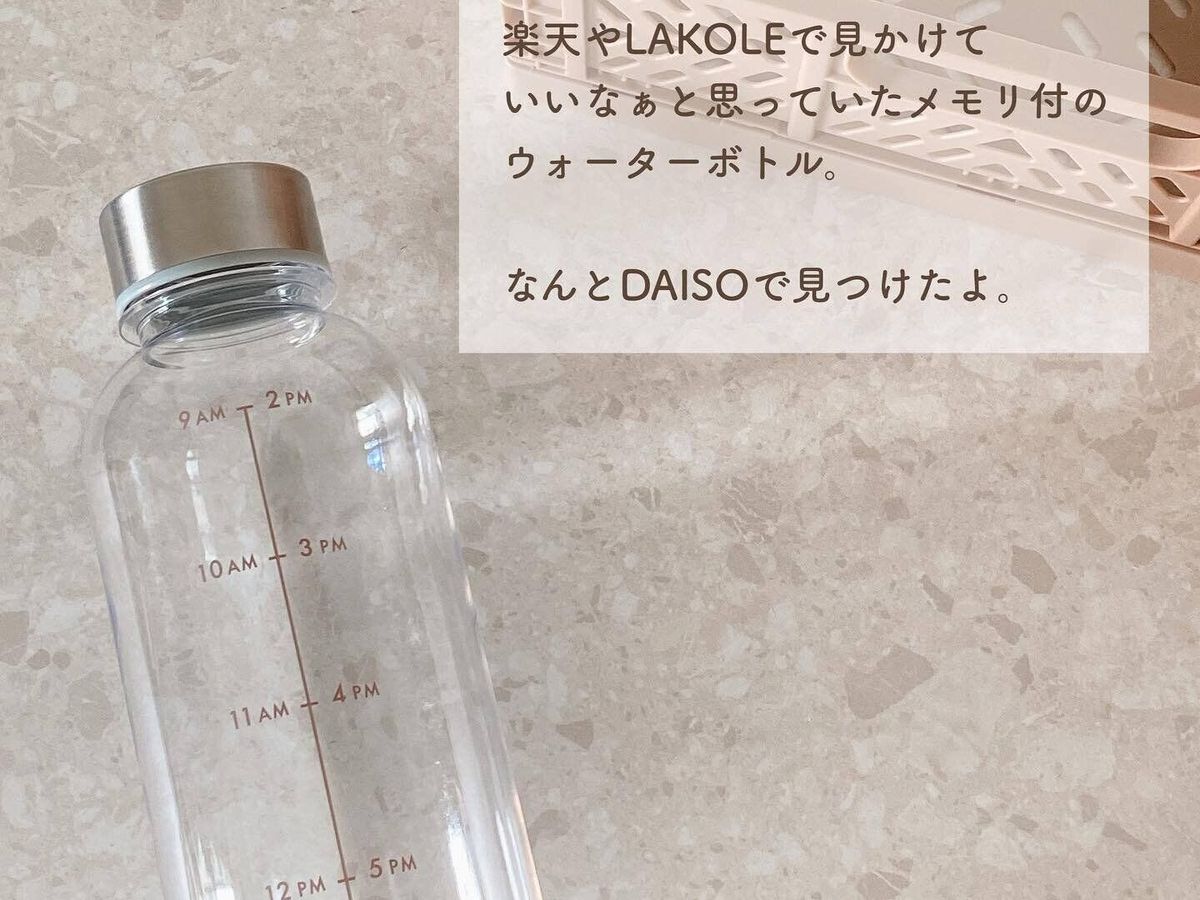 楽天やLAKOLEで見かけて
いいなぁと思っていたメモリ付の
ウォーターボトル。
なんとDAISOで見つけたよ。
9 AM 2 PM
10 AM 3 PM
11 AM 4 PM
12 PM 5 PM